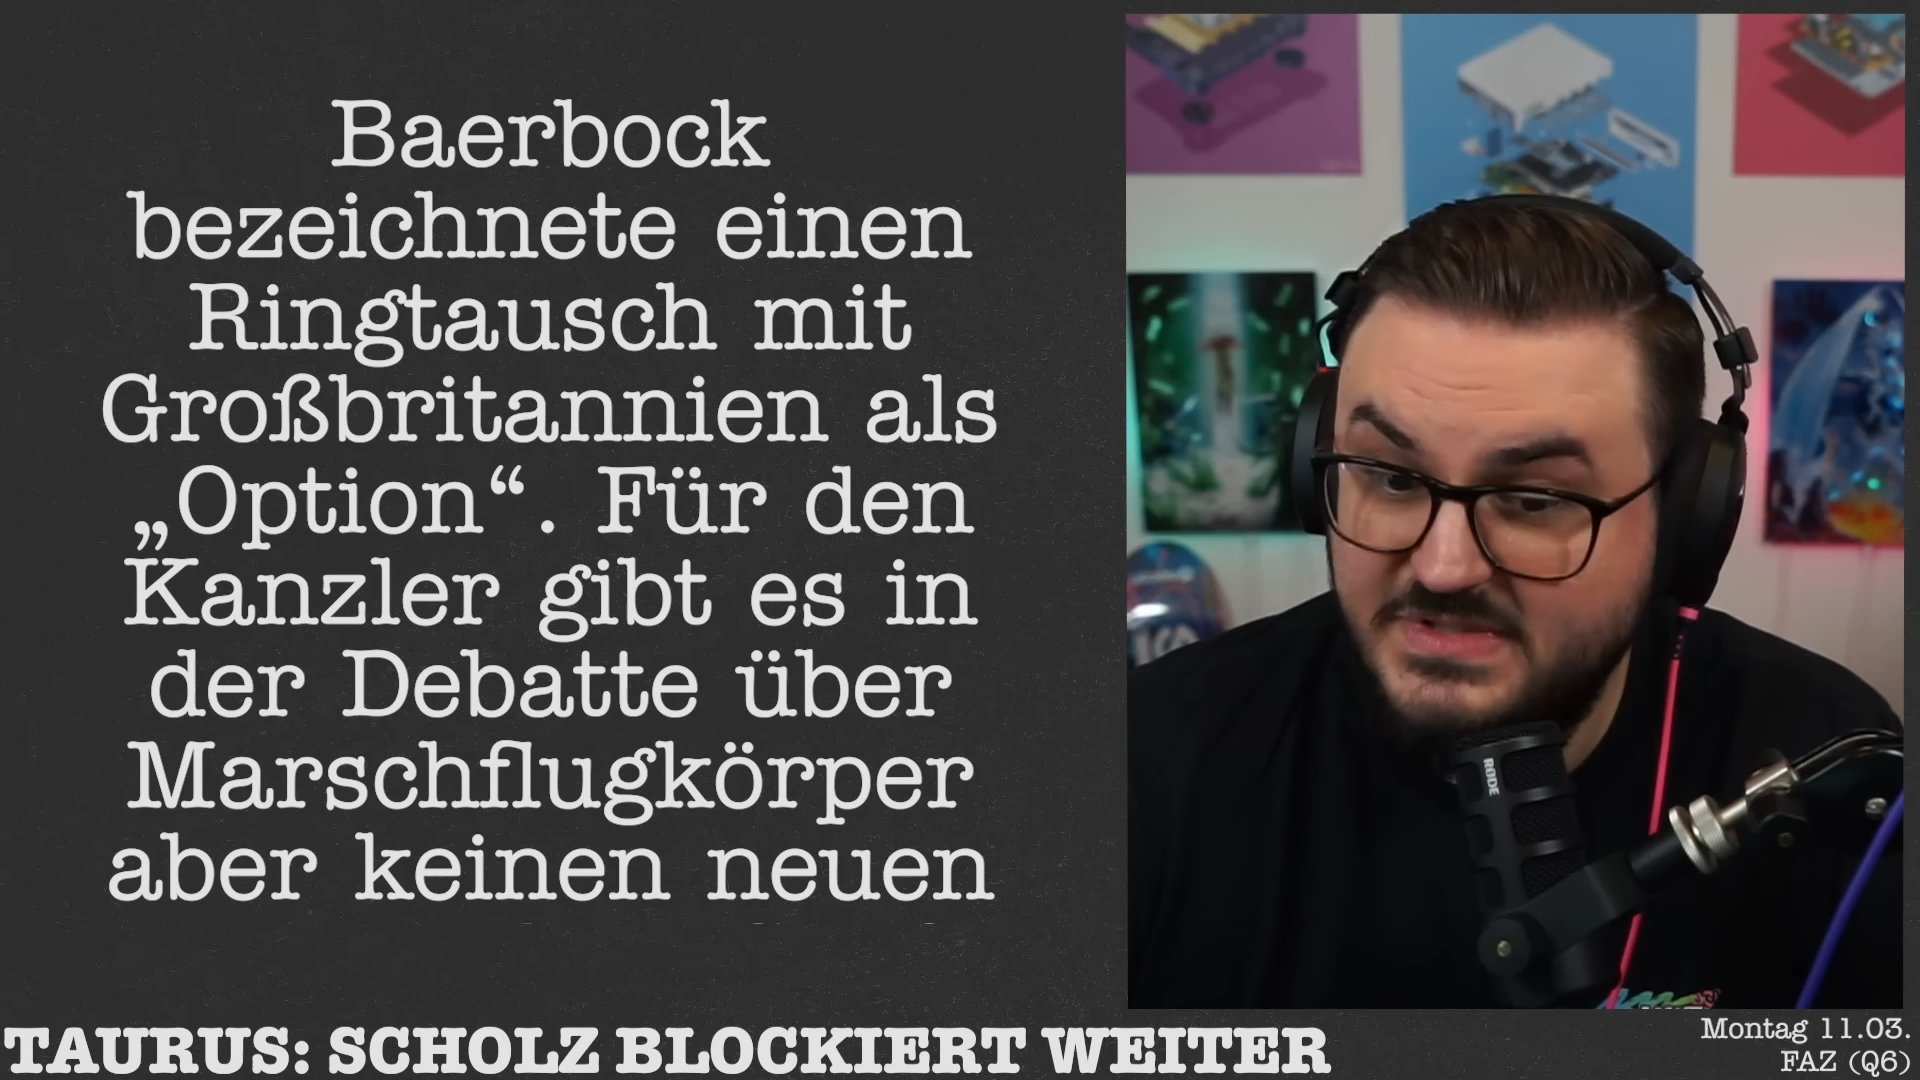 Baerbock
bezeichnete einen
Ringtausch mit
Großbritannien als
„Option“. Für den
Kanzler gibt es in
der Debatte über
Marschflugkörper
aber keinen neuen
RØDE
TAURUS: SCHOLZ BLOCKIERT WEITER
Montag 11.03.
FAZ (Q6)